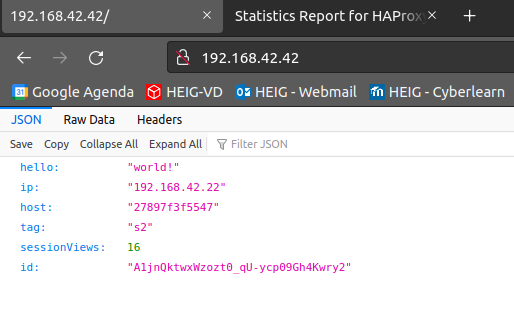 192.168.42.42/
Statistics Report for HAProxy
192.168.42.42
Google Agenda HEIG-VD HEIG - Webmail HEIG - Cyberlearn
JSON Raw Data Headers
Save Copy Collapse All Expand All Filter JSON
hello: "world!"
ip: "192.168.42.22"
host: "27897f3f5547"
tag: "s2"
sessionViews: 16
id: "A1jnQktwxWzozt0_qU-ycp09Gh4Kwry2"